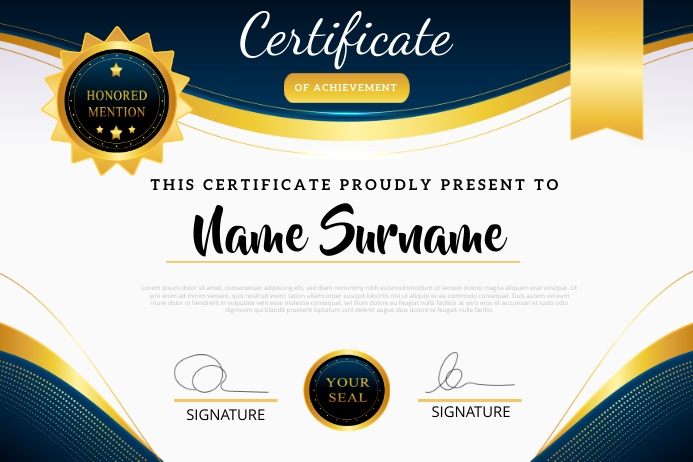 Certificate
OF ACHIEVEMENT
HONORED
MENTION
THIS CERTIFICATE PROUDLY PRESENT TO
Name Surname
Lorem ipsum dolor sit amet, consectetuer adipiscing elit, sed diam nonummy nibh euismod tincidunt ut laoreet dolore magna aliquam erat volutpat. Ut
wisi enim ad minim veniam, quis nostrud exerci tation ullamcorper suscipit lobortis nisl ut aliquip ex ea commodo consequat. Duis autem vel eum
iriure dolor in hendrerit in vulputate velit esse molestie consequat, vel illum dolore eu feugiat nulla facilisis at vero eros et accumsan et iusto odio
dignissim qui blandit praesent luptatum zzril delenit augue duis dolore te feugait nulla facilisi.
YOUR
SEAL
SIGNATURE
SIGNATURE